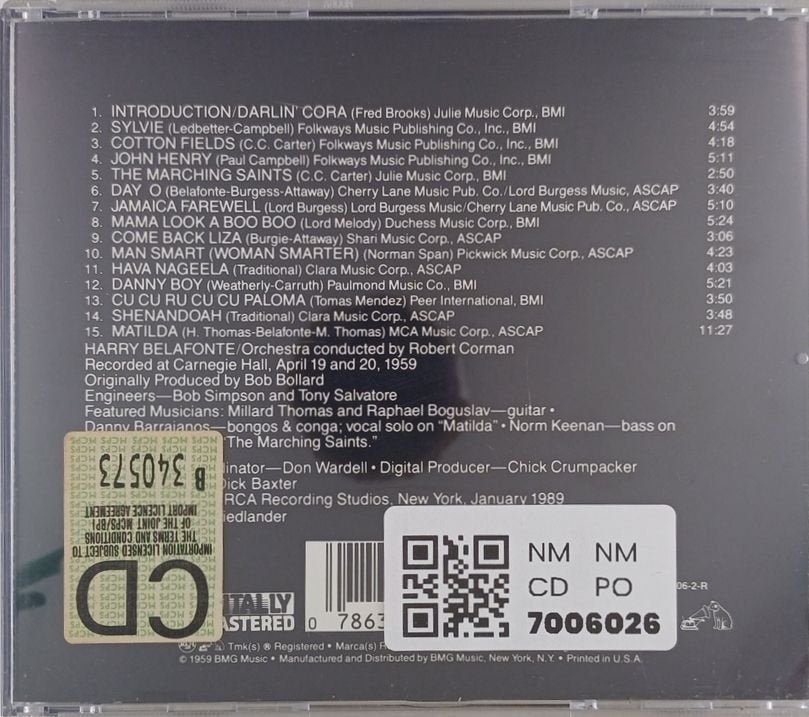 1. INTRODUCTION/DARLIN' CORA (Fred Brooks) Julie Music Corp., BMI 3:59
2. SYLVIE (Ledbetter-Campbell) Folkways Music Publishing Co., Inc., BMI 4:54
3. COTTON FIELDS (C.C. Carter) Folkways Music Publishing Co., Inc., BMI 4:18
4. JOHN HENRY (Paul Campbell) Folkways Music Publishing Co., Inc., BMI 5:11
5. THE MARCHING SAINTS (C.C. Carter) Julie Music Corp., BMI 2:50
6. DAY O (Belafonte-Burgess-Attaway) Cherry Lane Music Pub. Co./Lord Burgess Music, ASCAP 3:40
7. JAMAICA FAREWELL (Lord Burgess) Lord Burgess Music/Cherry Lane Music Pub. Co., ASCAP 5:10
8. MAMA LOOK A BOO BOO (Lord Melody) Duchess Music Corp., BMI 5:24
9. COME BACK LIZA (Burgie-Attaway) Shari Music Corp., ASCAP 3:06
10. MAN SMART (WOMAN SMARTER) (Norman Span) Pickwick Music Corp., ASCAP 4:23
11. HAVA NAGEELA (Traditional) Clara Music Corp., ASCAP 4:03
12. DANNY BOY (Weatherly-Carruth) Paulmond Music Co., BMI 5:21
13. CU CU RU CU CU PALOMA (Tomas Mendez) Peer International, BMI 3:50
14. SHENANDOAH (Traditional) Clara Music Corp., ASCAP 3:48
15. MATILDA (H. Thomas-Belafonte-M. Thomas) MCA Music Corp., ASCAP 11:27
HARRY BELAFONTE/Orchestra conducted by Robert Corman
Recorded at Carnegie Hall, April 19 and 20, 1959
Originally Produced by Bob Bollard
Engineers—Bob Simpson and Tony Salvatore
Featured Musicians: Millard Thomas and Raphael Boguslav—guitar •
Danny Barrajanos—bongos & conga; vocal solo on "Matilda" • Norm Keenan—bass on
The Marching Saints."
inator—Don Wardell • Digital Producer—Chick Crumpacker
ick Baxter
RCA Recording Studios, New York, January 1989
iedlander
B 340573
IMPORTATION LICENSED SUBJECT TO
THE TERMS AND CONDITIONS
OF THE JOINT MCPS/BPI
IMPORT LICENCE AGREEMENT
CD
NM NM
CD PO
7006026
06-2-R
TALLY
ASTERED
0 7863
Tmk(s) ® Registered • Marca(s) R
© 1959 BMG Music • Manufactured and Distributed by BMG Music, New York, N.Y. • Printed in U.S.A.